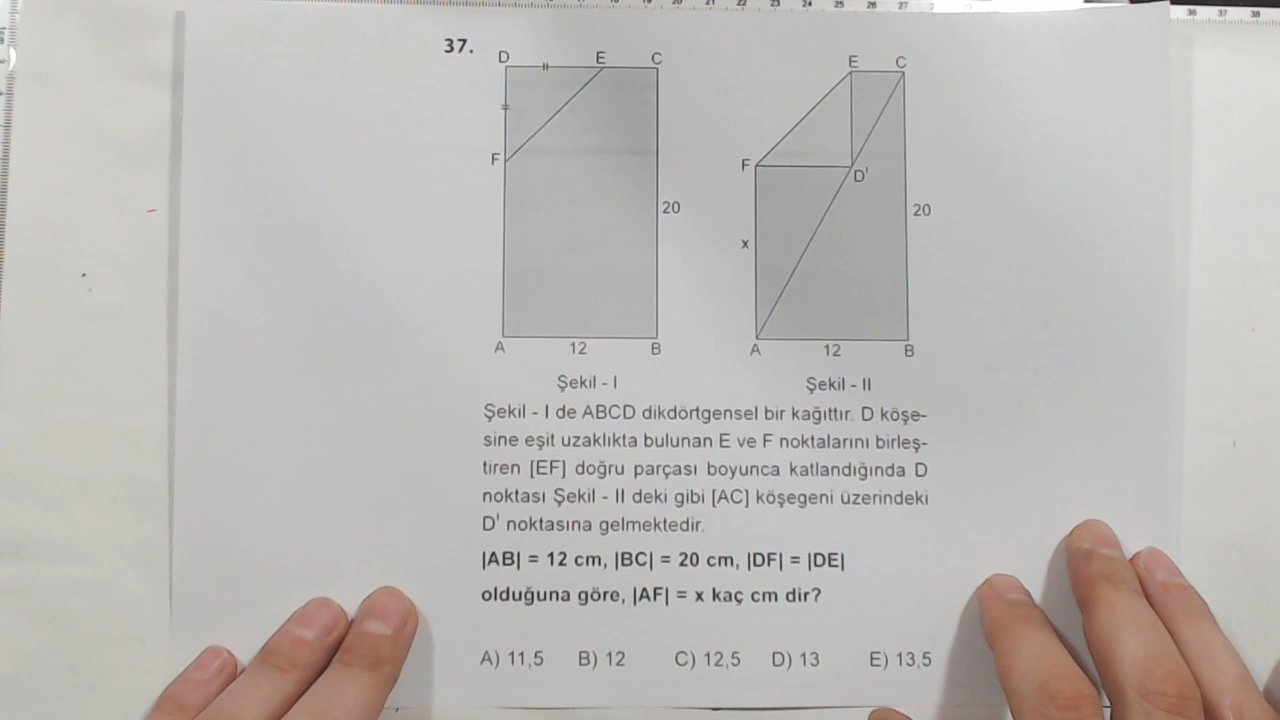 37.
D E C
F
20
A 12 B
Şekil - I
E C
F
D'
x
20
A 12 B
Şekil - II
Şekil - I de ABCD dikdörtgensel bir kağıttır. D köşe-
sine eşit uzaklıkta bulunan E ve F noktalarını birleş-
tiren [EF] doğru parçası boyunca katlandığında D
noktası Şekil - II deki gibi [AC] köşegeni üzerindeki
D' noktasına gelmektedir.
|AB| = 12 cm, |BC| = 20 cm, |DF| = |DE|
olduğuna göre, |AF| = x kaç cm dir?
A) 11,5 B) 12 C) 12,5 D) 13 E) 13,5